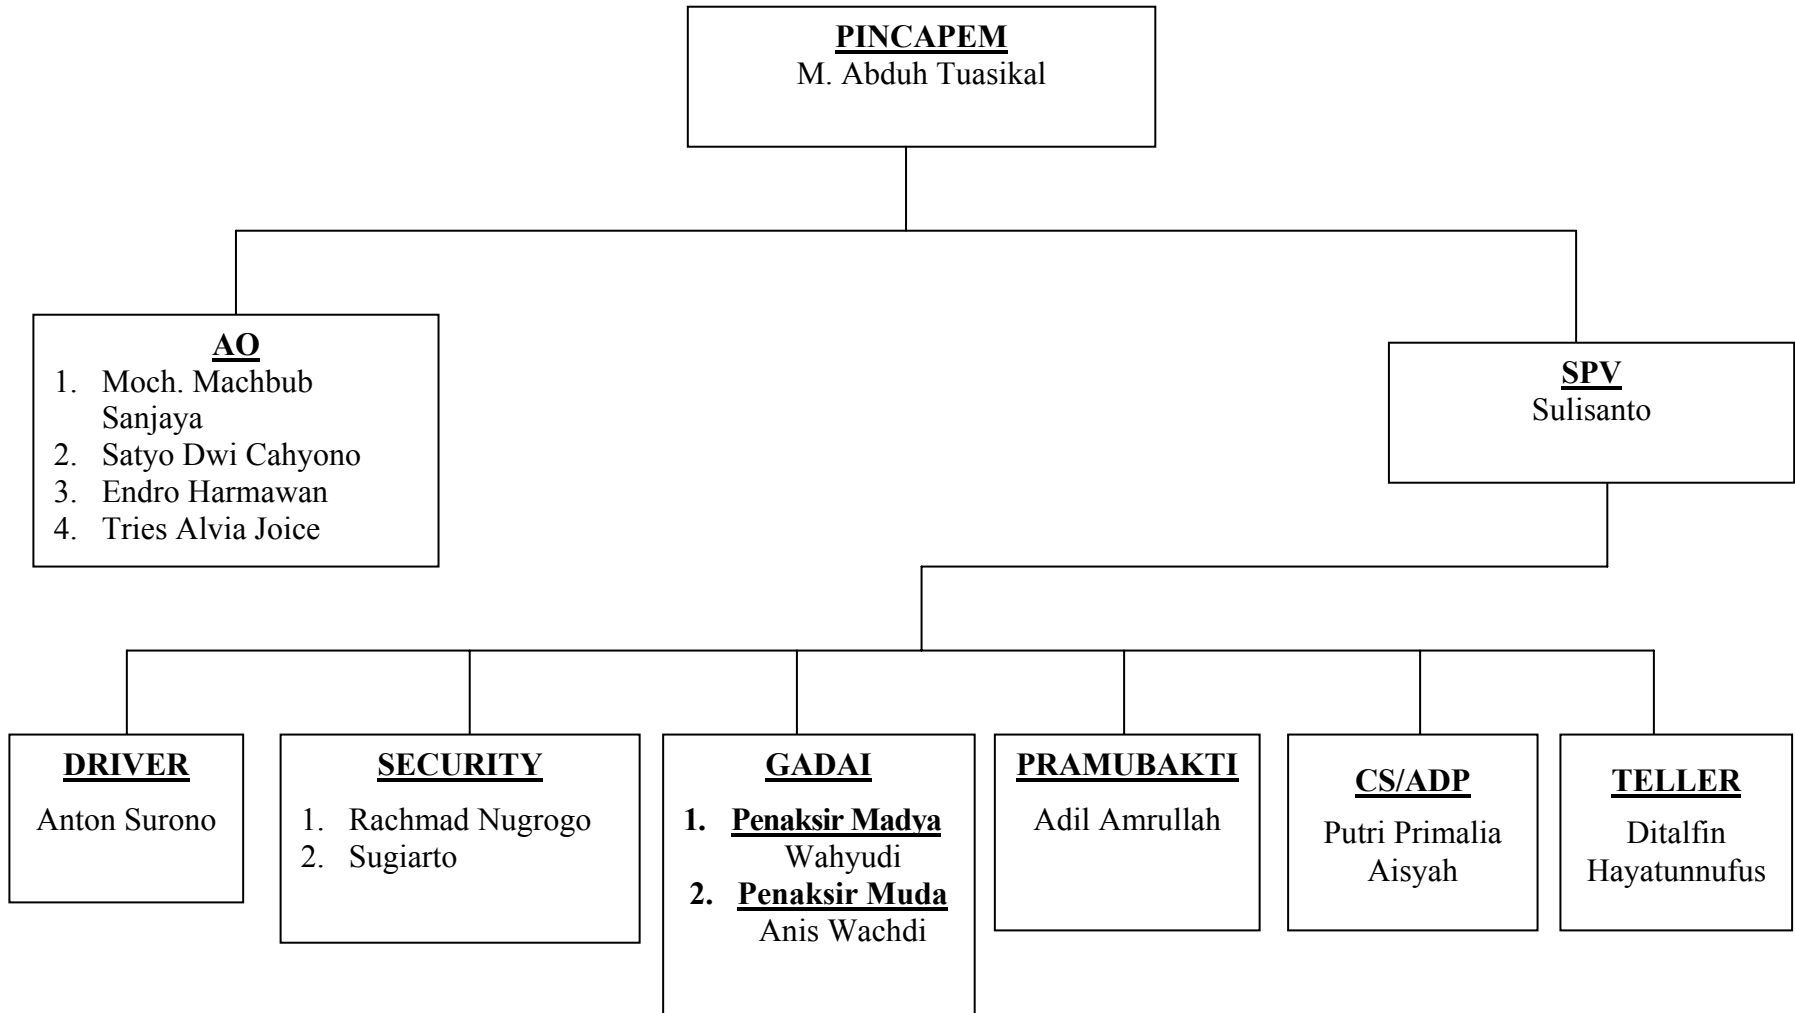 PINCAPEM
M. Abduh Tuasikal
AO
1. Moch. Machbub
Sanjaya
2. Satyo Dwi Cahyono
3. Endro Harmawan
4. Tries Alvia Joice
SPV
Sulisanto
DRIVER
Anton Surono
SECURITY
1. Rachmad Nugrogo
2. Sugiarto
GADAI
1. Penaksir Madya
Wahyudi
2. Penaksir Muda
Anis Wachdi
PRAMUBAKTI
Adil Amrullah
CS/ADP
Putri Primalia
Aisyah
TELLER
Ditalfin
Hayatunnufus